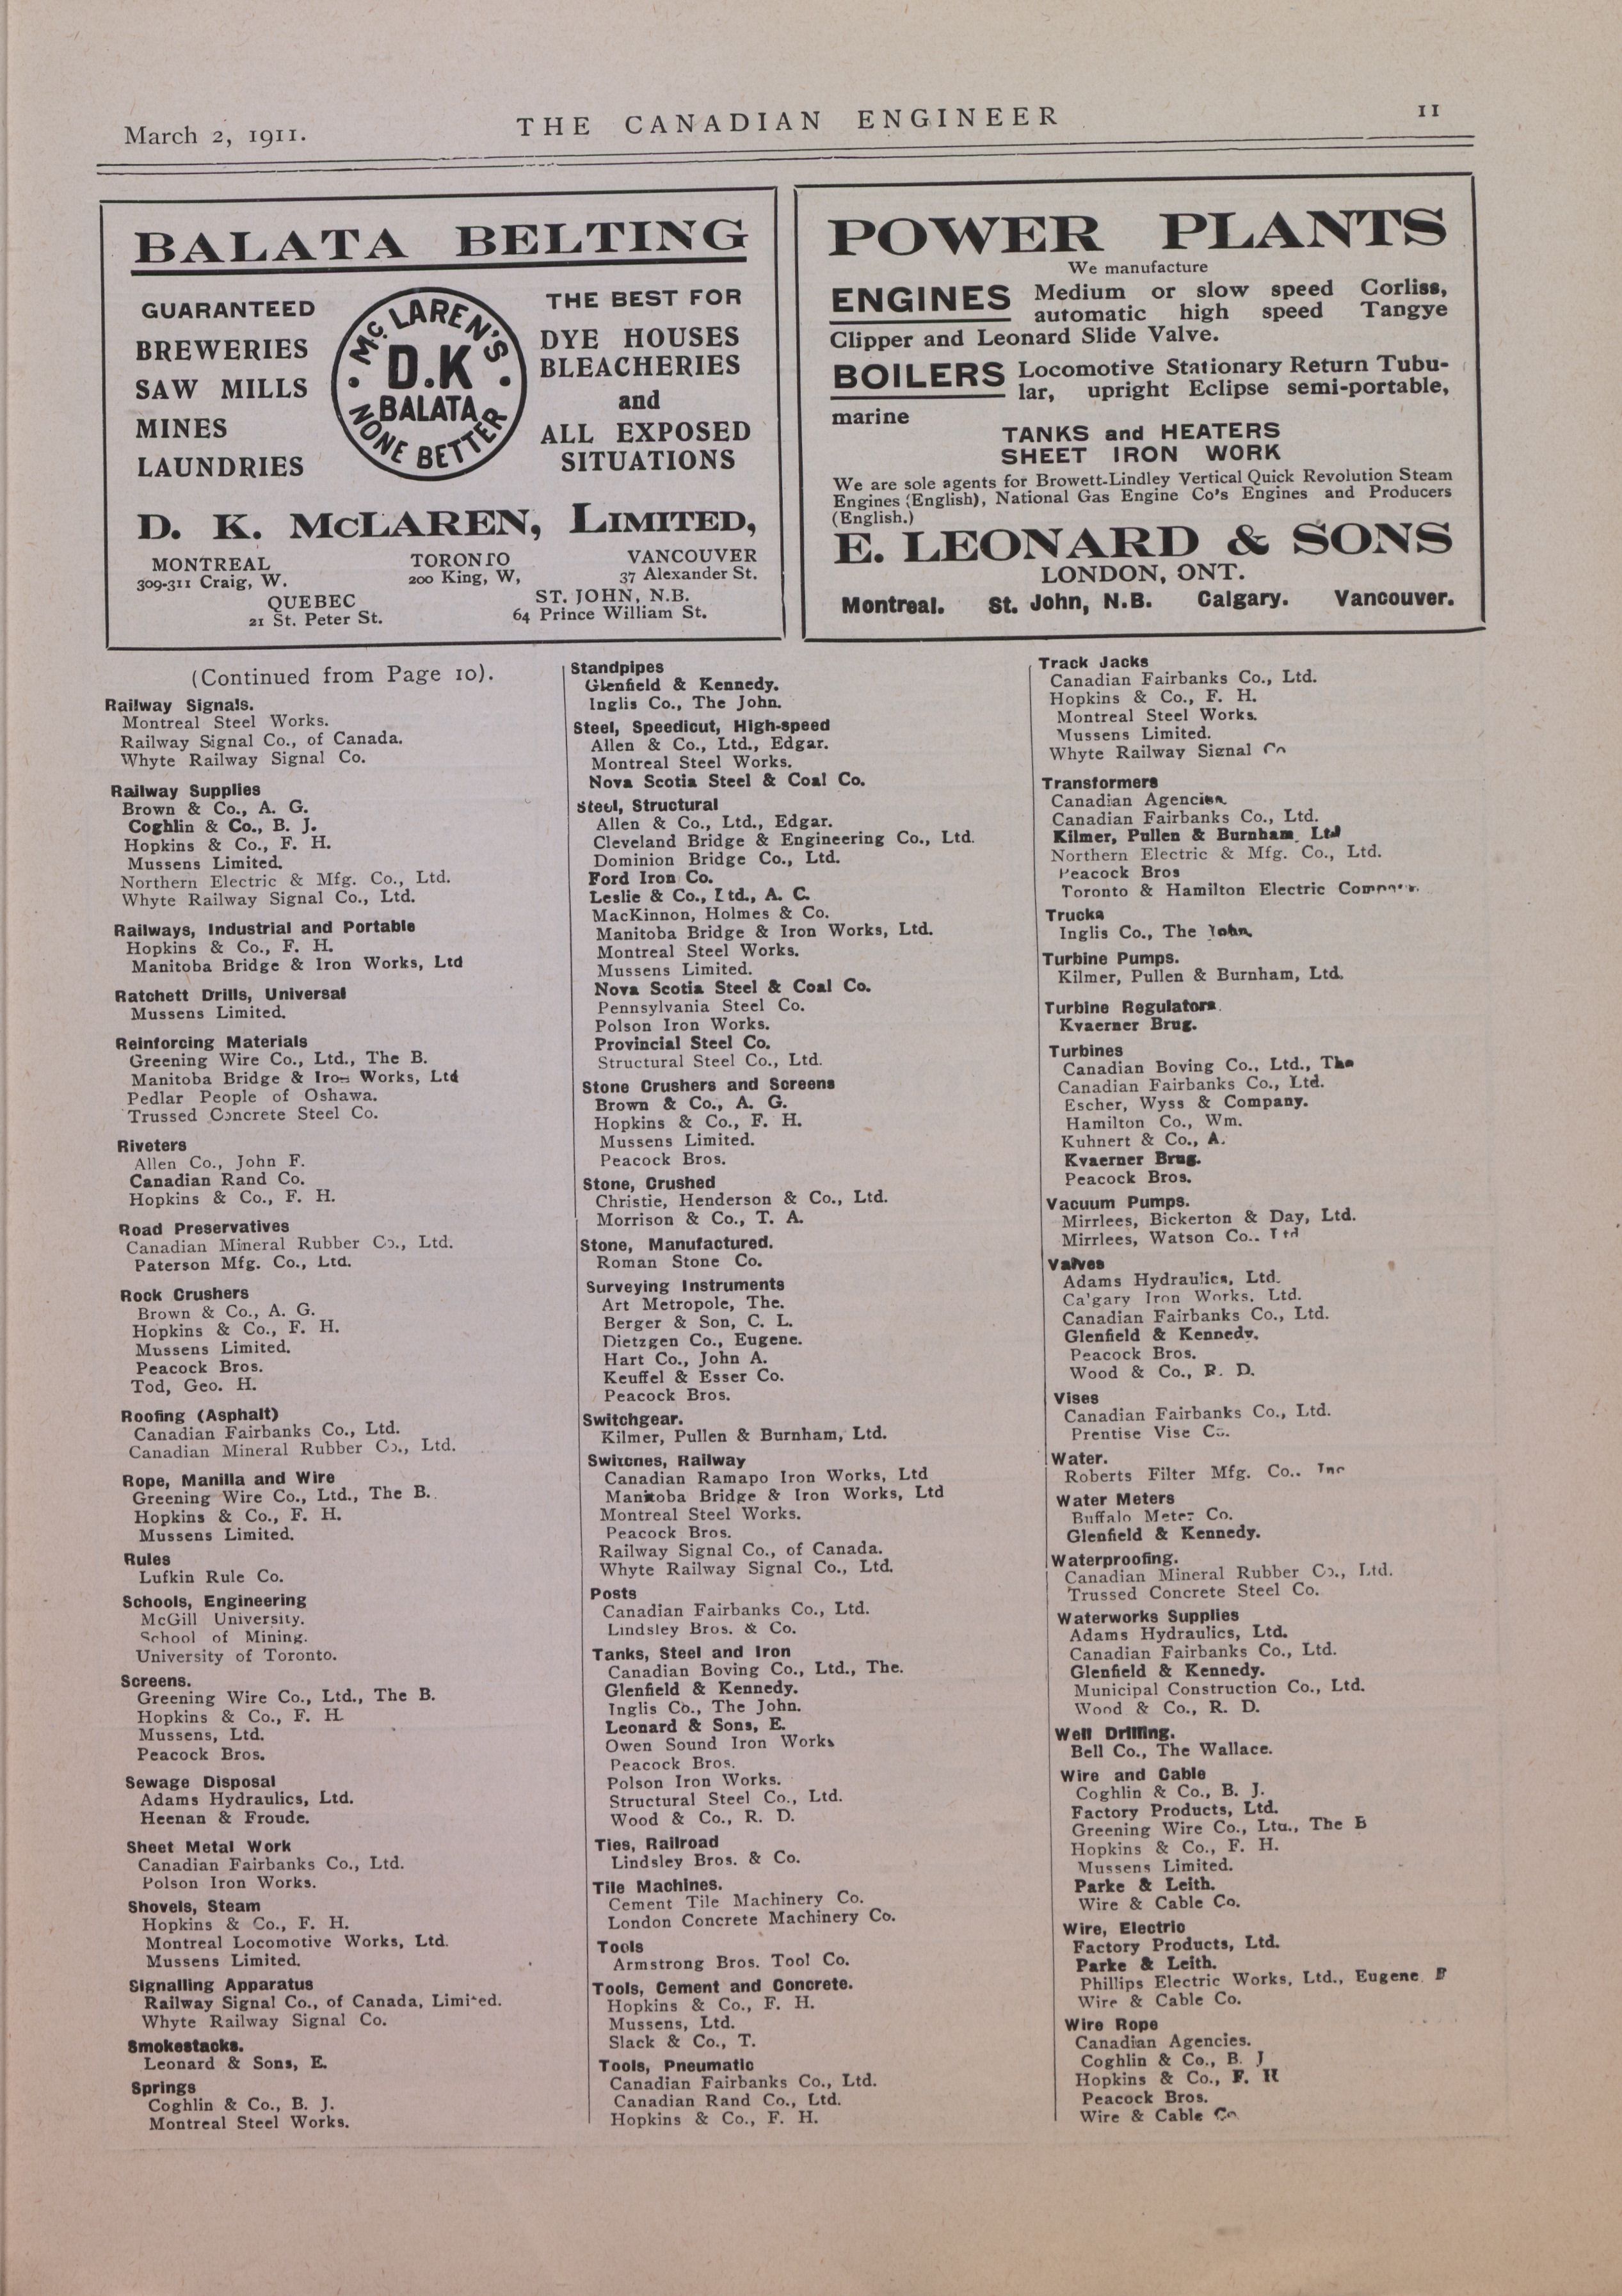 March 2, 1911.
THE CANADIAN ENGINEER
11
BALATA BELTING
GUARANTEED
BREWERIES
SAW MILLS
MINES
LAUNDRIES
McLAREN'S
D.K
BALATA
NONE BETTER
THE BEST FOR
DYE HOUSES
BLEACHERIES
and
ALL EXPOSED
SITUATIONS
D. K. McLAREN, LIMITED,
MONTREAL
309-311 Craig, W.
TORONTO
200 King, W,
VANCOUVER
37 Alexander St.
QUEBEC
21 St. Peter St.
ST. JOHN, N.B.
64 Prince William St.
POWER PLANTS
We manufacture
ENGINES Medium or slow speed Corliss,
automatic high speed Tangye
Clipper and Leonard Slide Valve.
BOILERS Locomotive Stationary Return Tubu-
lar, upright Eclipse semi-portable,
marine
TANKS and HEATERS
SHEET IRON WORK
We are sole agents for Browett-Lindley Vertical Quick Revolution Steam
Engines (English), National Gas Engine Co's Engines and Producers
(English.)
E. LEONARD & SONS
LONDON, ONT.
Montreal. St. John, N.B. Calgary. Vancouver.
(Continued from Page 10).
Railway Signals.
Montreal Steel Works.
Railway Signal Co., of Canada.
Whyte Railway Signal Co.
Railway Supplies
Brown & Co., A. G.
Coghlin & Co., B. J.
Hopkins & Co., F. H.
Mussens Limited.
Northern Electric & Mfg. Co., Ltd.
Whyte Railway Signal Co., Ltd.
Railways, Industrial and Portable
Hopkins & Co., F. H.
Manitoba Bridge & Iron Works, Ltd
Ratchett Drills, Universal
Mussens Limited.
Reinforcing Materials
Greening Wire Co., Ltd., The B.
Manitoba Bridge & Iron Works, Ltd
Pedlar People of Oshawa.
Trussed Concrete Steel Co.
Riveters
Allen Co., John F.
Canadian Rand Co.
Hopkins & Co., F. H.
Road Preservatives
Canadian Mineral Rubber Co., Ltd.
Paterson Mfg. Co., Ltd.
Rock Crushers
Brown & Co., A. G.
Hopkins & Co., F. H.
Mussens Limited.
Peacock Bros.
Tod, Geo. H.
Roofing (Asphalt)
Canadian Fairbanks Co., Ltd.
Canadian Mineral Rubber Co., Ltd.
Rope, Manilla and Wire
Greening Wire Co., Ltd., The B.
Hopkins & Co., F. H.
Mussens Limited.
Rules
Lufkin Rule Co.
Schools, Engineering
McGill University.
School of Mining.
University of Toronto.
Screens.
Greening Wire Co., Ltd., The B.
Hopkins & Co., F. H.
Mussens, Ltd.
Peacock Bros.
Sewage Disposal
Adams Hydraulics, Ltd.
Heenan & Froude.
Sheet Metal Work
Canadian Fairbanks Co., Ltd.
Polson Iron Works.
Shovels, Steam
Hopkins & Co., F. H.
Montreal Locomotive Works, Ltd.
Mussens Limited.
Signalling Apparatus
Railway Signal Co., of Canada, Limited.
Whyte Railway Signal Co.
Smokestacks.
Leonard & Sons, E.
Springs
Coghlin & Co., B. J.
Montreal Steel Works.
Standpipes
Glenfield & Kennedy.
Inglis Co., The John.
Steel, Speedicut, High-speed
Allen & Co., Ltd., Edgar.
Montreal Steel Works.
Nova Scotia Steel & Coal Co.
Steel, Structural
Allen & Co., Ltd., Edgar.
Cleveland Bridge & Engineering Co., Ltd.
Dominion Bridge Co., Ltd.
Ford Iron Co.
Leslie & Co., Ltd., A. C.
MacKinnon, Holmes & Co.
Manitoba Bridge & Iron Works, Ltd.
Montreal Steel Works.
Mussens Limited.
Nova Scotia Steel & Coal Co.
Pennsylvania Steel Co.
Polson Iron Works.
Provincial Steel Co.
Structural Steel Co., Ltd.
Stone Crushers and Screens
Brown & Co., A. G.
Hopkins & Co., F. H.
Mussens Limited.
Peacock Bros.
Stone, Crushed
Christie, Henderson & Co., Ltd.
Morrison & Co., T. A.
Stone, Manufactured.
Roman Stone Co.
Surveying Instruments
Art Metropole, The.
Berger & Son, C. L.
Dietzgen Co., Eugene.
Hart Co., John A.
Keuffel & Esser Co.
Peacock Bros.
Switchgear.
Kilmer, Pullen & Burnham, Ltd.
Switches, Railway
Canadian Ramapo Iron Works, Ltd
Manitoba Bridge & Iron Works, Ltd
Montreal Steel Works.
Peacock Bros.
Railway Signal Co., of Canada.
Whyte Railway Signal Co., Ltd.
Posts
Canadian Fairbanks Co., Ltd.
Lindsley Bros. & Co.
Tanks, Steel and Iron
Canadian Boving Co., Ltd., The.
Glenfield & Kennedy.
Inglis Co., The John.
Leonard & Sons, E.
Owen Sound Iron Works
Peacock Bros.
Polson Iron Works.
Structural Steel Co., Ltd.
Wood & Co., R. D.
Ties, Railroad
Lindsley Bros. & Co.
Tile Machines.
Cement Tile Machinery Co.
London Concrete Machinery Co.
Tools
Armstrong Bros. Tool Co.
Tools, Cement and Concrete.
Hopkins & Co., F. H.
Mussens, Ltd.
Slack & Co., T.
Tools, Pneumatic
Canadian Fairbanks Co., Ltd.
Canadian Rand Co., Ltd.
Hopkins & Co., F. H.
Track Jacks
Canadian Fairbanks Co., Ltd.
Hopkins & Co., F. H.
Montreal Steel Works.
Mussens Limited.
Whyte Railway Signal Co
Transformers
Canadian Agencies.
Canadian Fairbanks Co., Ltd.
Kilmer, Pullen & Burnham, Ltd
Northern Electric & Mfg. Co., Ltd.
Peacock Bros
Toronto & Hamilton Electric Company.
Trucks
Inglis Co., The John.
Turbine Pumps.
Kilmer, Pullen & Burnham, Ltd.
Turbine Regulators.
Kvaerner Brug.
Turbines
Canadian Boving Co., Ltd., The
Canadian Fairbanks Co., Ltd.
Escher, Wyss & Company.
Hamilton Co., Wm.
Kuhnert & Co., A.
Kvaerner Brug.
Peacock Bros.
Vacuum Pumps.
Mirrlees, Bickerton & Day, Ltd.
Mirrlees, Watson Co., Ltd
Valves
Adams Hydraulics, Ltd.
Calgary Iron Works, Ltd.
Canadian Fairbanks Co., Ltd.
Glenfield & Kennedy.
Peacock Bros.
Wood & Co., R. D.
Vises
Canadian Fairbanks Co., Ltd.
Prentise Vise Co.
Water.
Roberts Filter Mfg. Co.. Inc
Water Meters
Buffalo Meter Co.
Glenfield & Kennedy.
Waterproofing.
Canadian Mineral Rubber Co., Ltd.
Trussed Concrete Steel Co.
Waterworks Supplies
Adams Hydraulics, Ltd.
Canadian Fairbanks Co., Ltd.
Glenfield & Kennedy.
Municipal Construction Co., Ltd.
Wood & Co., R. D.
Well Drilling.
Bell Co., The Wallace.
Wire and Cable
Coghlin & Co., B. J.
Factory Products, Ltd.
Greening Wire Co., Ltd., The B
Hopkins & Co., F. H.
Mussens Limited.
Parke & Leith.
Wire & Cable Co.
Wire, Electric
Factory Products, Ltd.
Parke & Leith.
Phillips Electric Works, Ltd., Eugene F
Wire & Cable Co.
Wire Rope
Canadian Agencies.
Coghlin & Co., B. J
Hopkins & Co., F. H
Peacock Bros.
Wire & Cable Co